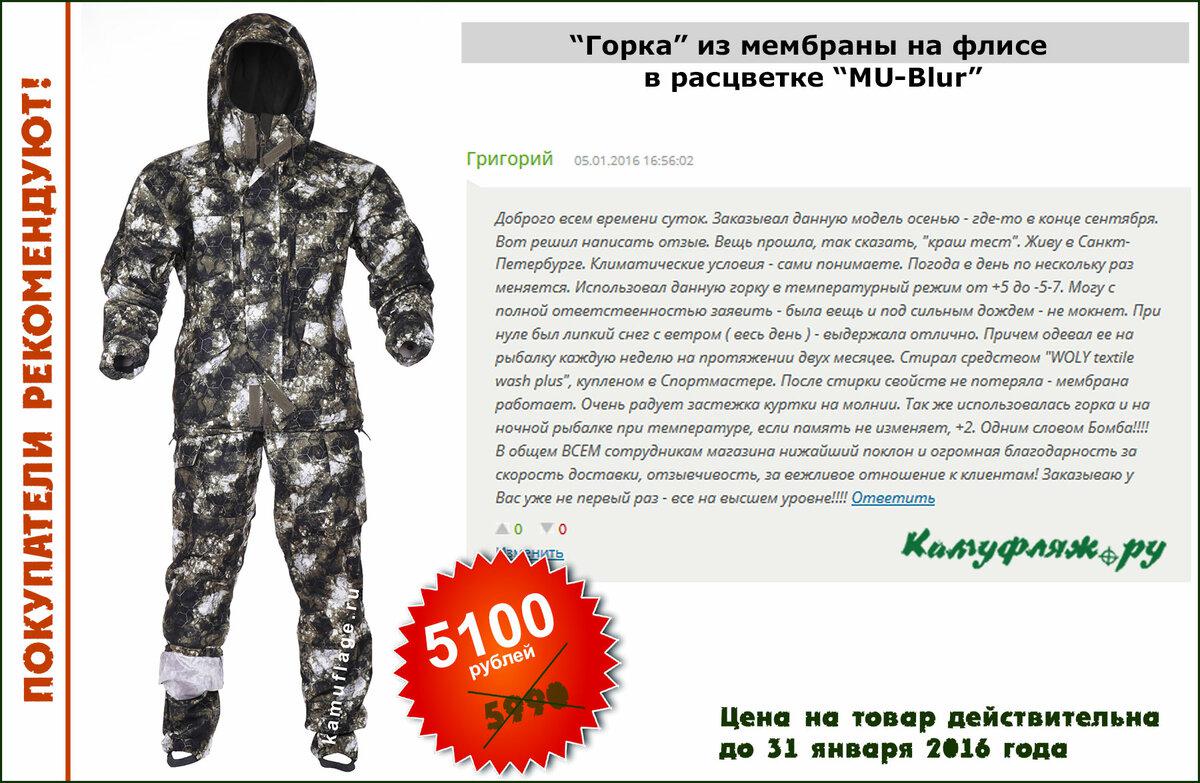 ПОКУПАТЕЛИ РЕКОМЕНДУЮТ!
“Горка” из мембраны на флисе
в расцветке “MU-Blur”
Григорий 05.01.2016 16:56:02
Доброго всем времени суток. Заказывал данную модель осенью - где-то в конце сентября.
Вот решил написать отзыв. Вещь прошла, так сказать, "краш тест". Живу в Санкт-
Петербурге. Климатические условия - сами понимаете. Погода в день по нескольку раз
меняется. Использовал данную горку в температурный режим от +5 до -5-7. Могу с
полной ответственностью заявить - была вещь и под сильным дождем - не мокнет. При
нуле был липкий снег с ветром ( весь день ) - выдержала отлично. Причем одевал ее на
рыбалку каждую неделю на протяжении двух месяцев. Стирал средством "WOLY textile
wash plus", купленом в Спортмастере. После стирки свойств не потеряла - мембрана
работает. Очень радует застежка куртки на молнии. Так же использовалась горка и на
ночной рыбалке при температуре, если память не изменяет, +2. Одним словом Бомба!!!!
В общем ВСЕМ сотрудникам магазина нижайший поклон и огромная благодарность за
скорость доставки, отзывчивость, за вежливое отношение к клиентам! Заказываю у
Вас уже не первый раз - все на высшем уровне!!!! Ответить
0 0
Изменить
Камуфляж.ру
kamuflage.ru
5100
рублей
5990
Цена на товар действительна
до 31 января 2016 года